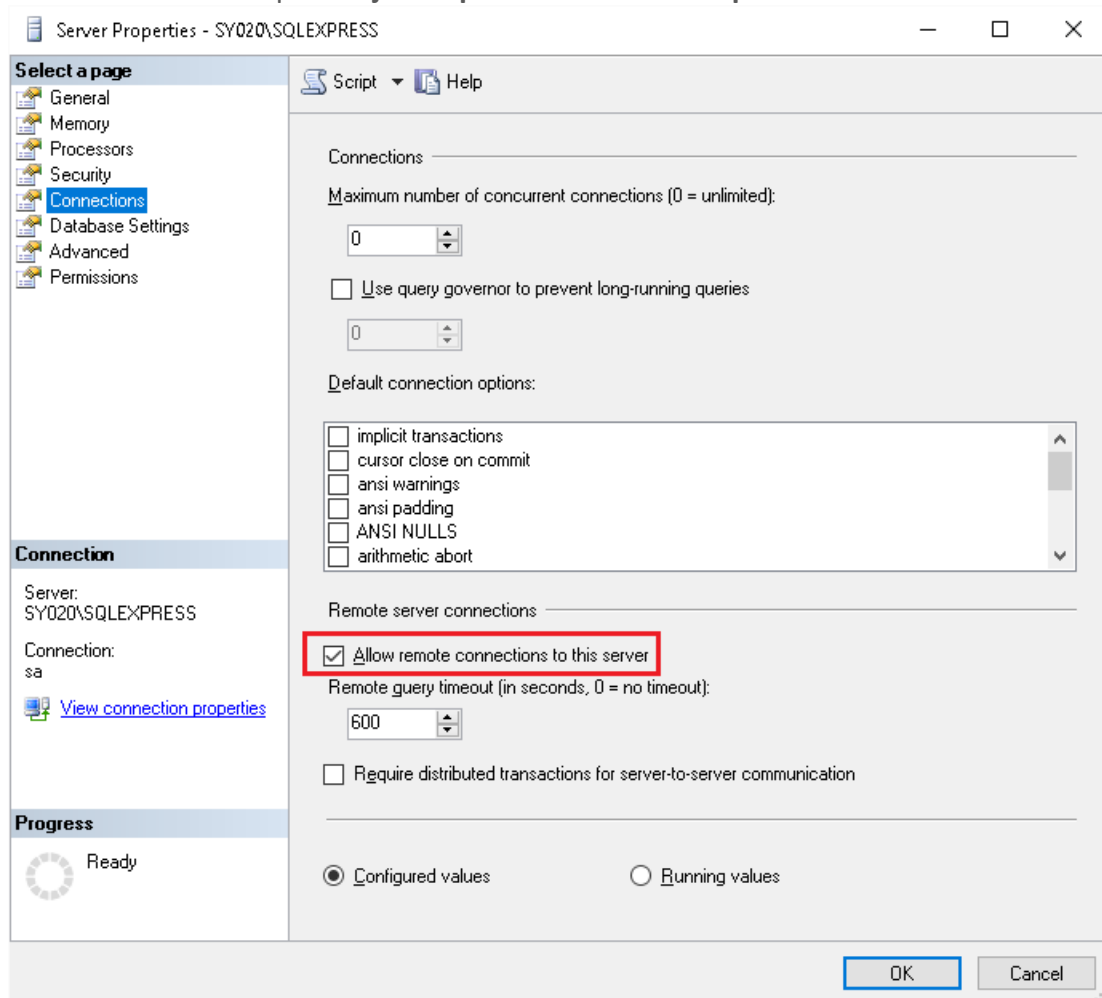 Server Properties - SY020\SQLEXPRESS
Select a page
General
Memory
Processors
Security
Connections
Database Settings
Advanced
Permissions
Script
Help
Connections
Maximum number of concurrent connections (0 = unlimited):
0
Use query governor to prevent long-running queries
0
Default connection options:
implicit transactions
cursor close on commit
ansi warnings
ansi padding
ANSI NULLS
arithmetic abort
Connection
Server:
SY020\SQLEXPRESS
Connection:
sa
View connection properties
Remote server connections
Allow remote connections to this server
Remote query timeout (in seconds, 0 = no timeout):
600
Require distributed transactions for server-to-server communication
Progress
Ready
Configured values
Running values
OK
Cancel